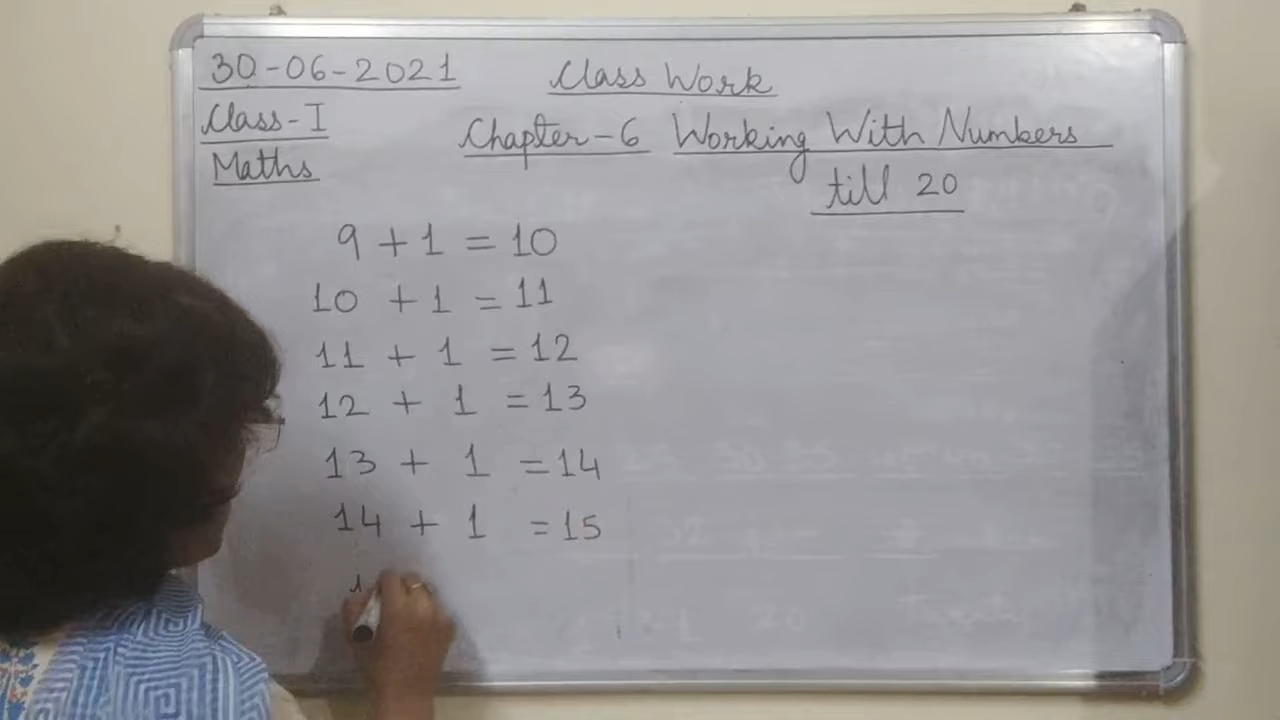 30-06-2021 Class Work
Class-I
Chapter-6 Working With Numbers
Maths
till 20
9 + 1 = 10
10 + 1 = 11
11 + 1 = 12
12 + 1 = 13
13 + 1 = 14
14 + 1 = 15
1